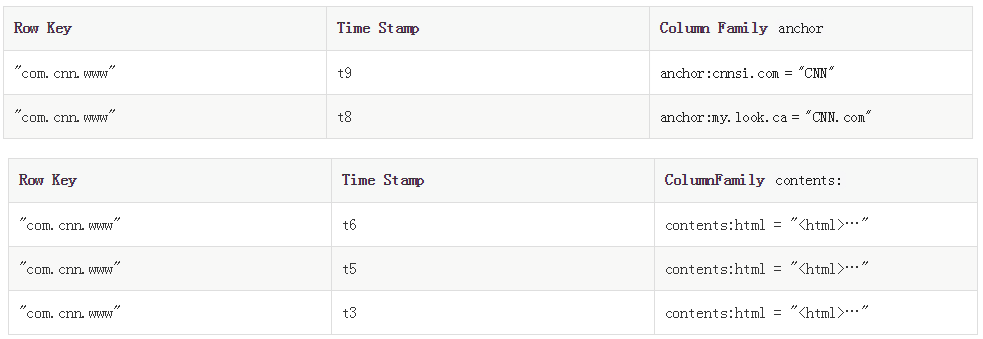 Row Key Time Stamp Column Family anchor
"com.cnn.www" t9 anchor:cnnsi.com = "CNN"
"com.cnn.www" t8 anchor:my.look.ca = "CNN.com"
Row Key Time Stamp ColumnFamily contents:
"com.cnn.www" t6 contents:html = "<html>…"
"com.cnn.www" t5 contents:html = "<html>…"
"com.cnn.www" t3 contents:html = "<html>…"